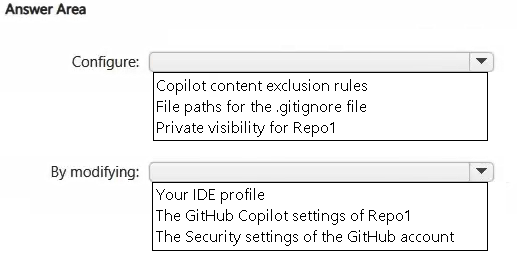 Answer Area
Configure:
Copilot content exclusion rules
File paths for the .gitignore file
Private visibility for Repo1
By modifying:
Your IDE profile
The GitHub Copilot settings of Repo1
The Security settings of the GitHub account